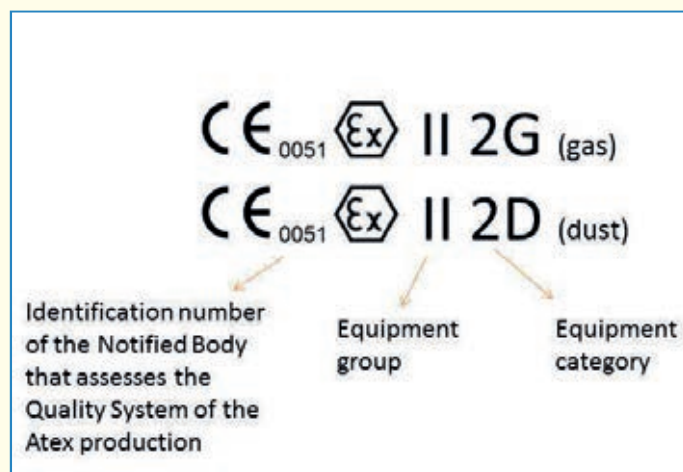 CE 0051 Ex II 2G (gas)
CE 0051 Ex II 2D (dust)
Identification number
of the Notified Body
that assesses the
Quality System of the
Atex production
Equipment
group
Equipment
category